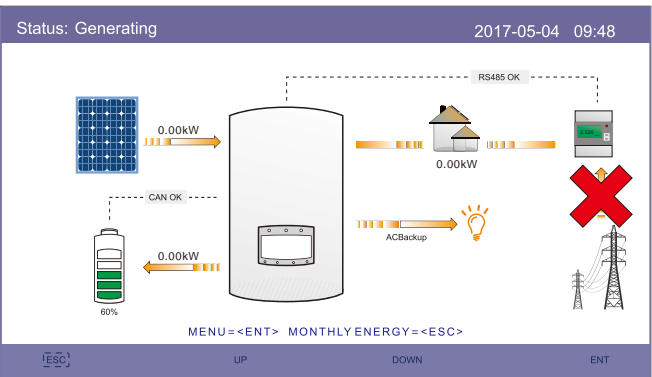 Status: Generating
2017-05-04 09:48
RS485 OK
0.00kW
0.00kW
CAN OK
0.00kW
ACBackup
60%
MENU=<ENT> MONTHLY ENERGY=<ESC>
ESC UP DOWN ENT